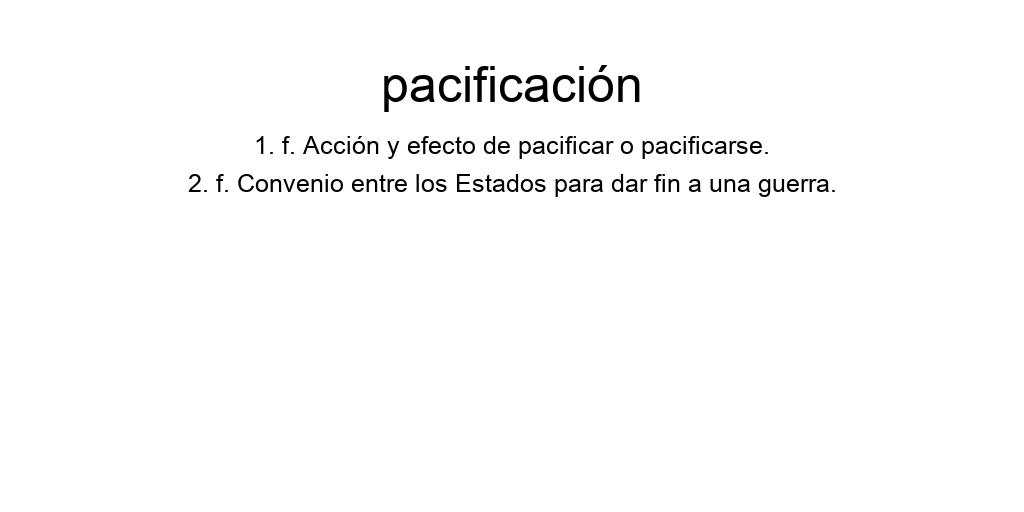 pacificación
1. f. Acción y efecto de pacificar o pacificarse.
2. f. Convenio entre los Estados para dar fin a una guerra.